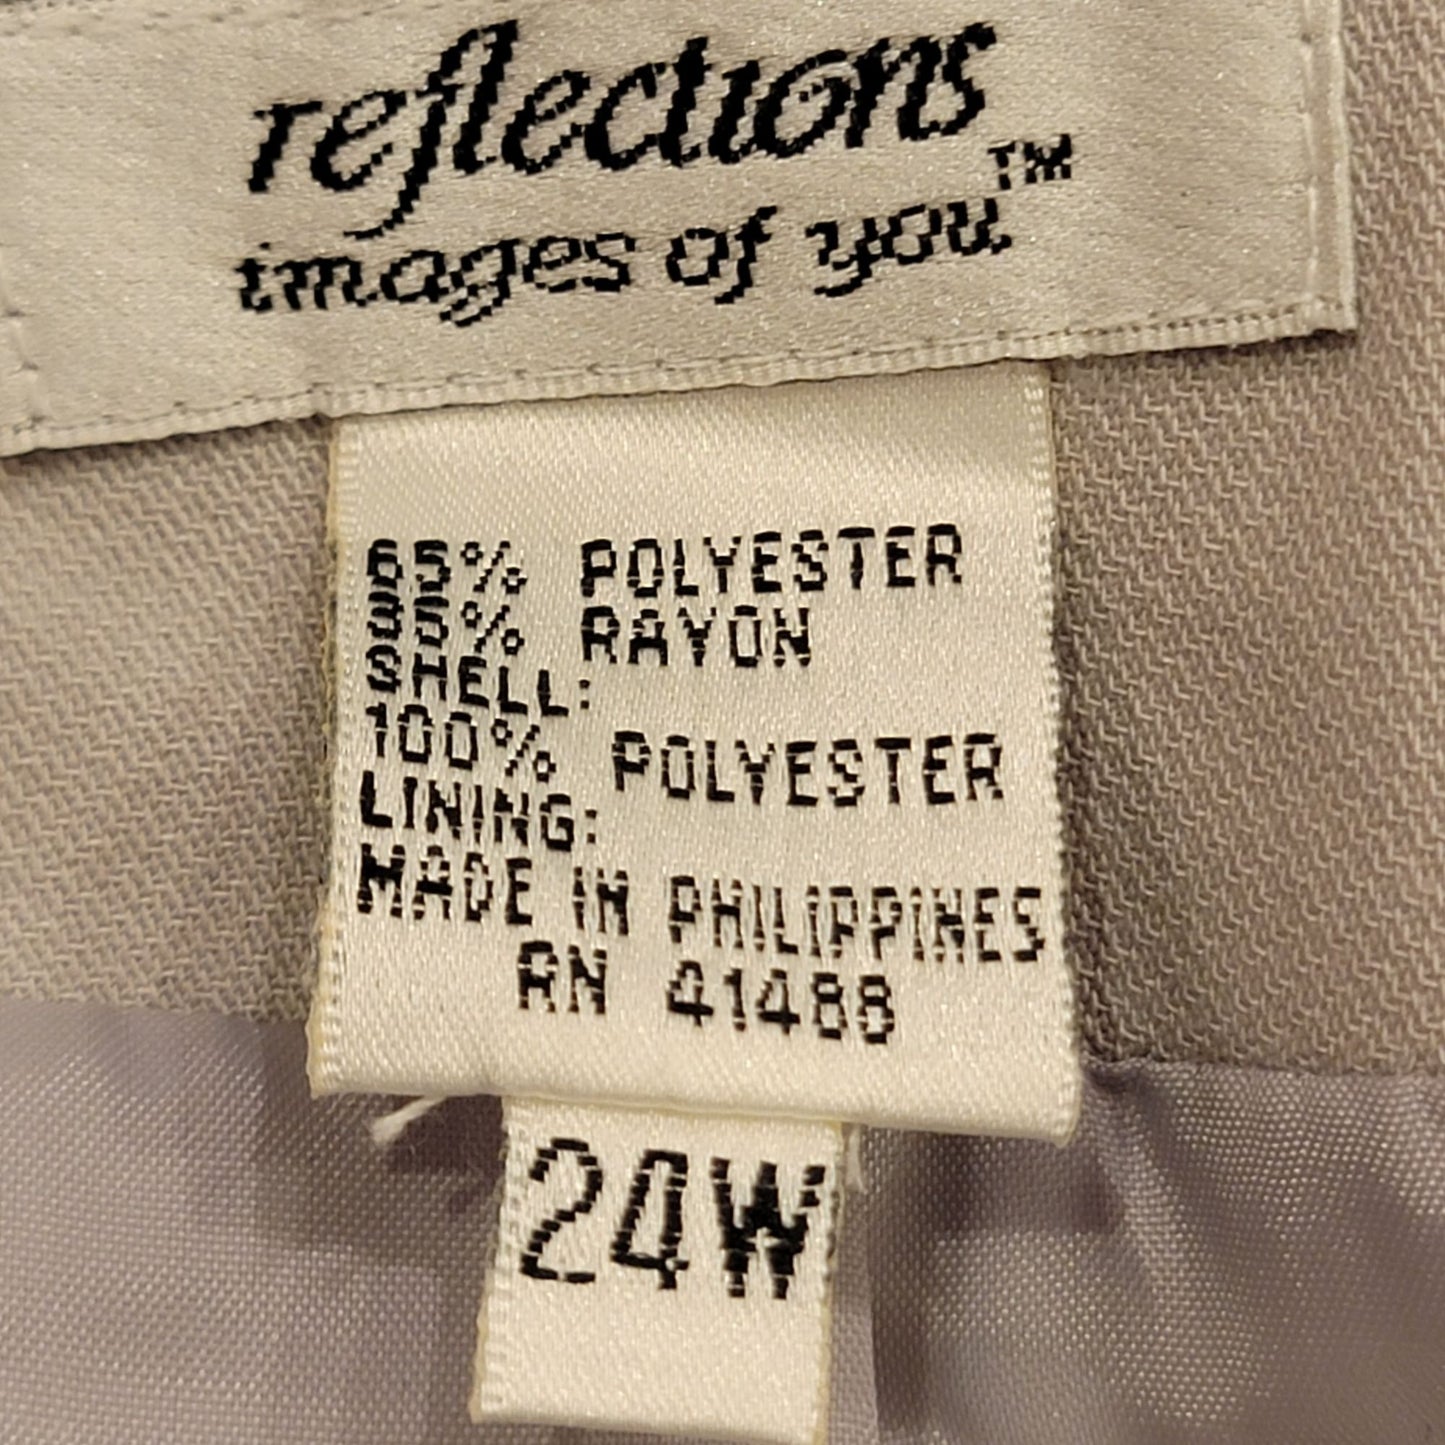 reflections
images of you™
65% POLYESTER
35% RAYON
SHELL:
100% POLYESTER
LINING:
MADE IN PHILIPPINES
RN 41488
24W